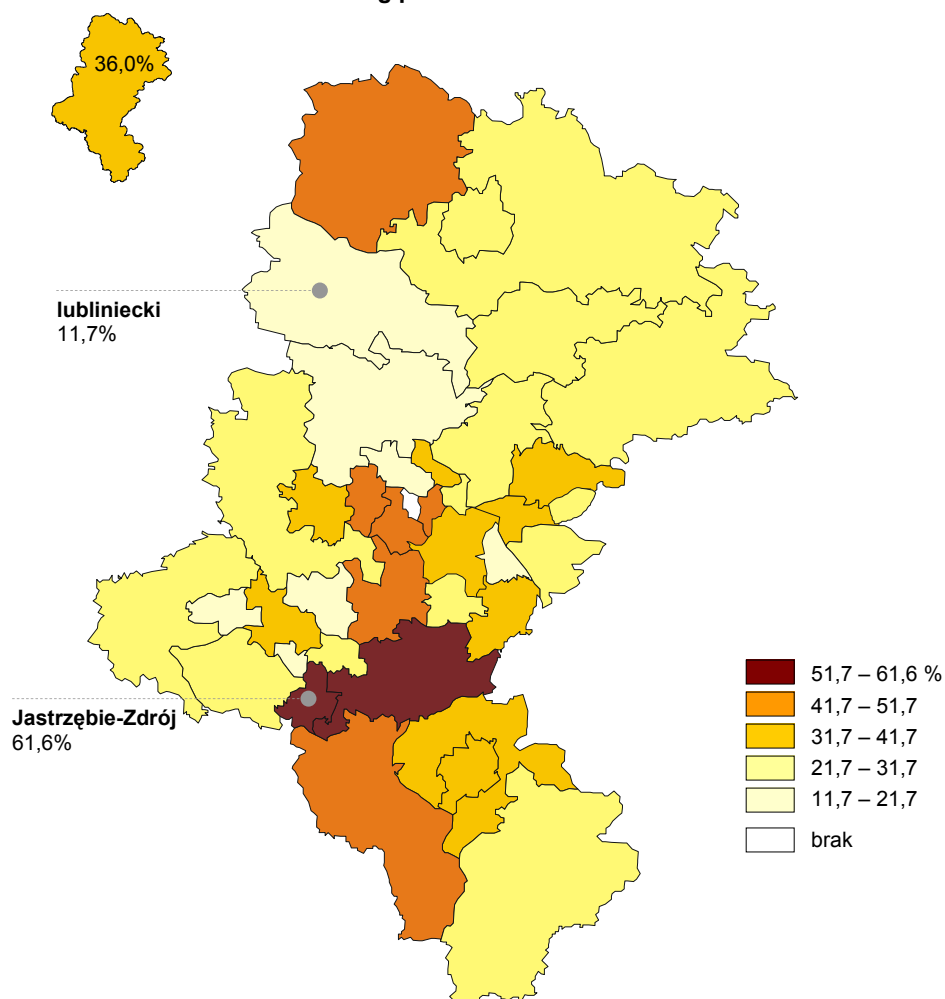 36,0%
lubliniecki
11,7%
Jastrzębie-Zdrój
61,6%
51,7 – 61,6 %
41,7 – 51,7
31,7 – 41,7
21,7 – 31,7
11,7 – 21,7
brak